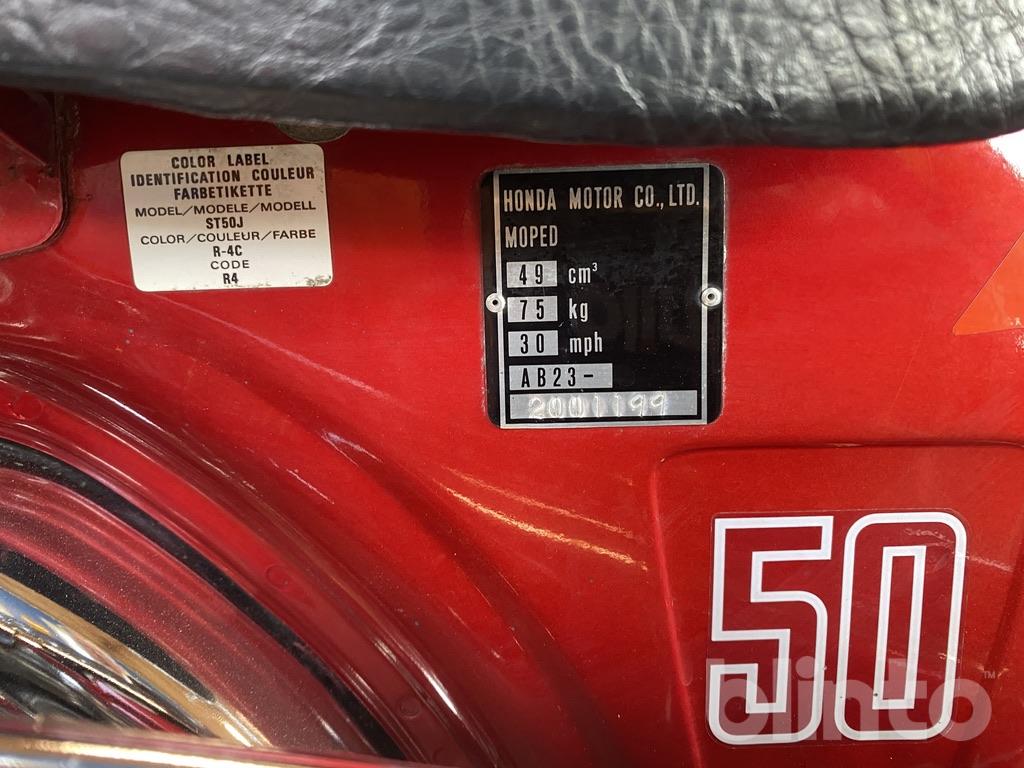 COLOR LABEL
IDENTIFICATION COULEUR
FARBETIKETTE
MODEL/MODELE/MODELL
ST50J
COLOR/COULEUR/FARBE
R-4C
CODE
R4
HONDA MOTOR CO.,LTD.
MOPED
49 cm³
75 kg
30 mph
AB23-
2001199
50
blinto™